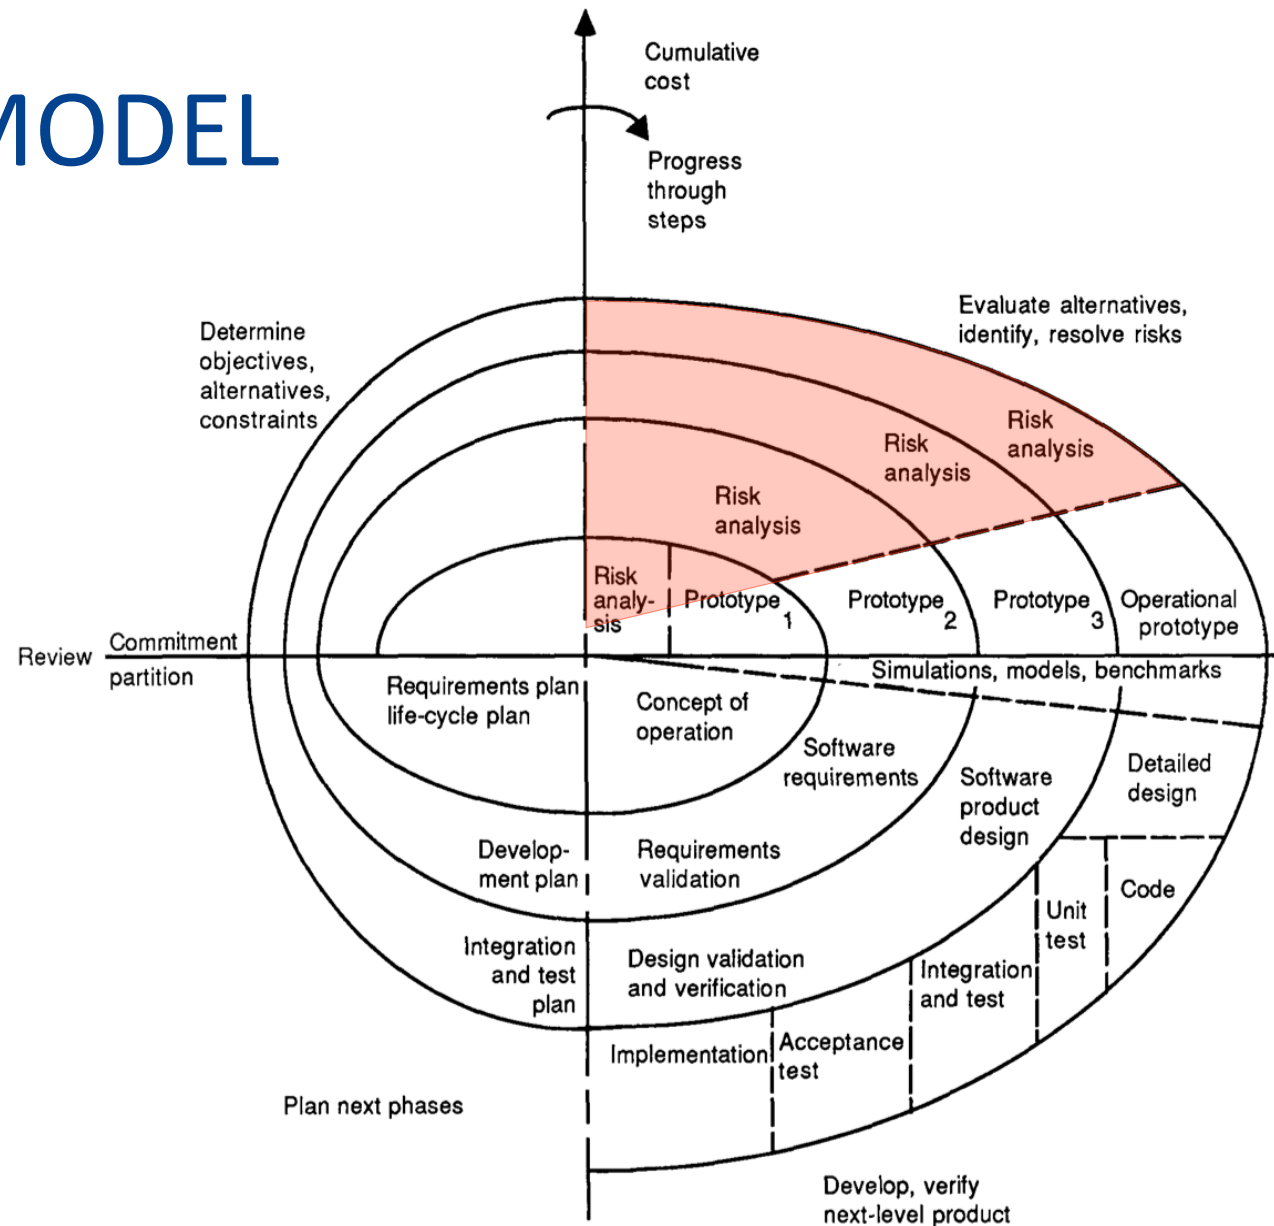 MODEL
Cumulative
cost
Progress
through
steps
Determine
objectives,
alternatives,
constraints
Evaluate alternatives,
identify, resolve risks
Risk
analysis
Risk
analysis
Risk
analysis
Risk
analy-
sis
Prototype 1
Prototype 2
Prototype 3
Operational
prototype
Review
Commitment
partition
Simulations, models, benchmarks
Requirements plan
life-cycle plan
Concept of
operation
Software
requirements
Software
product
design
Detailed
design
Develop-
ment plan
Requirements
validation
Code
Unit
test
Integration
and test
plan
Design validation
and verification
Integration
and test
Implementation
Acceptance
test
Plan next phases
Develop, verify
next-level product